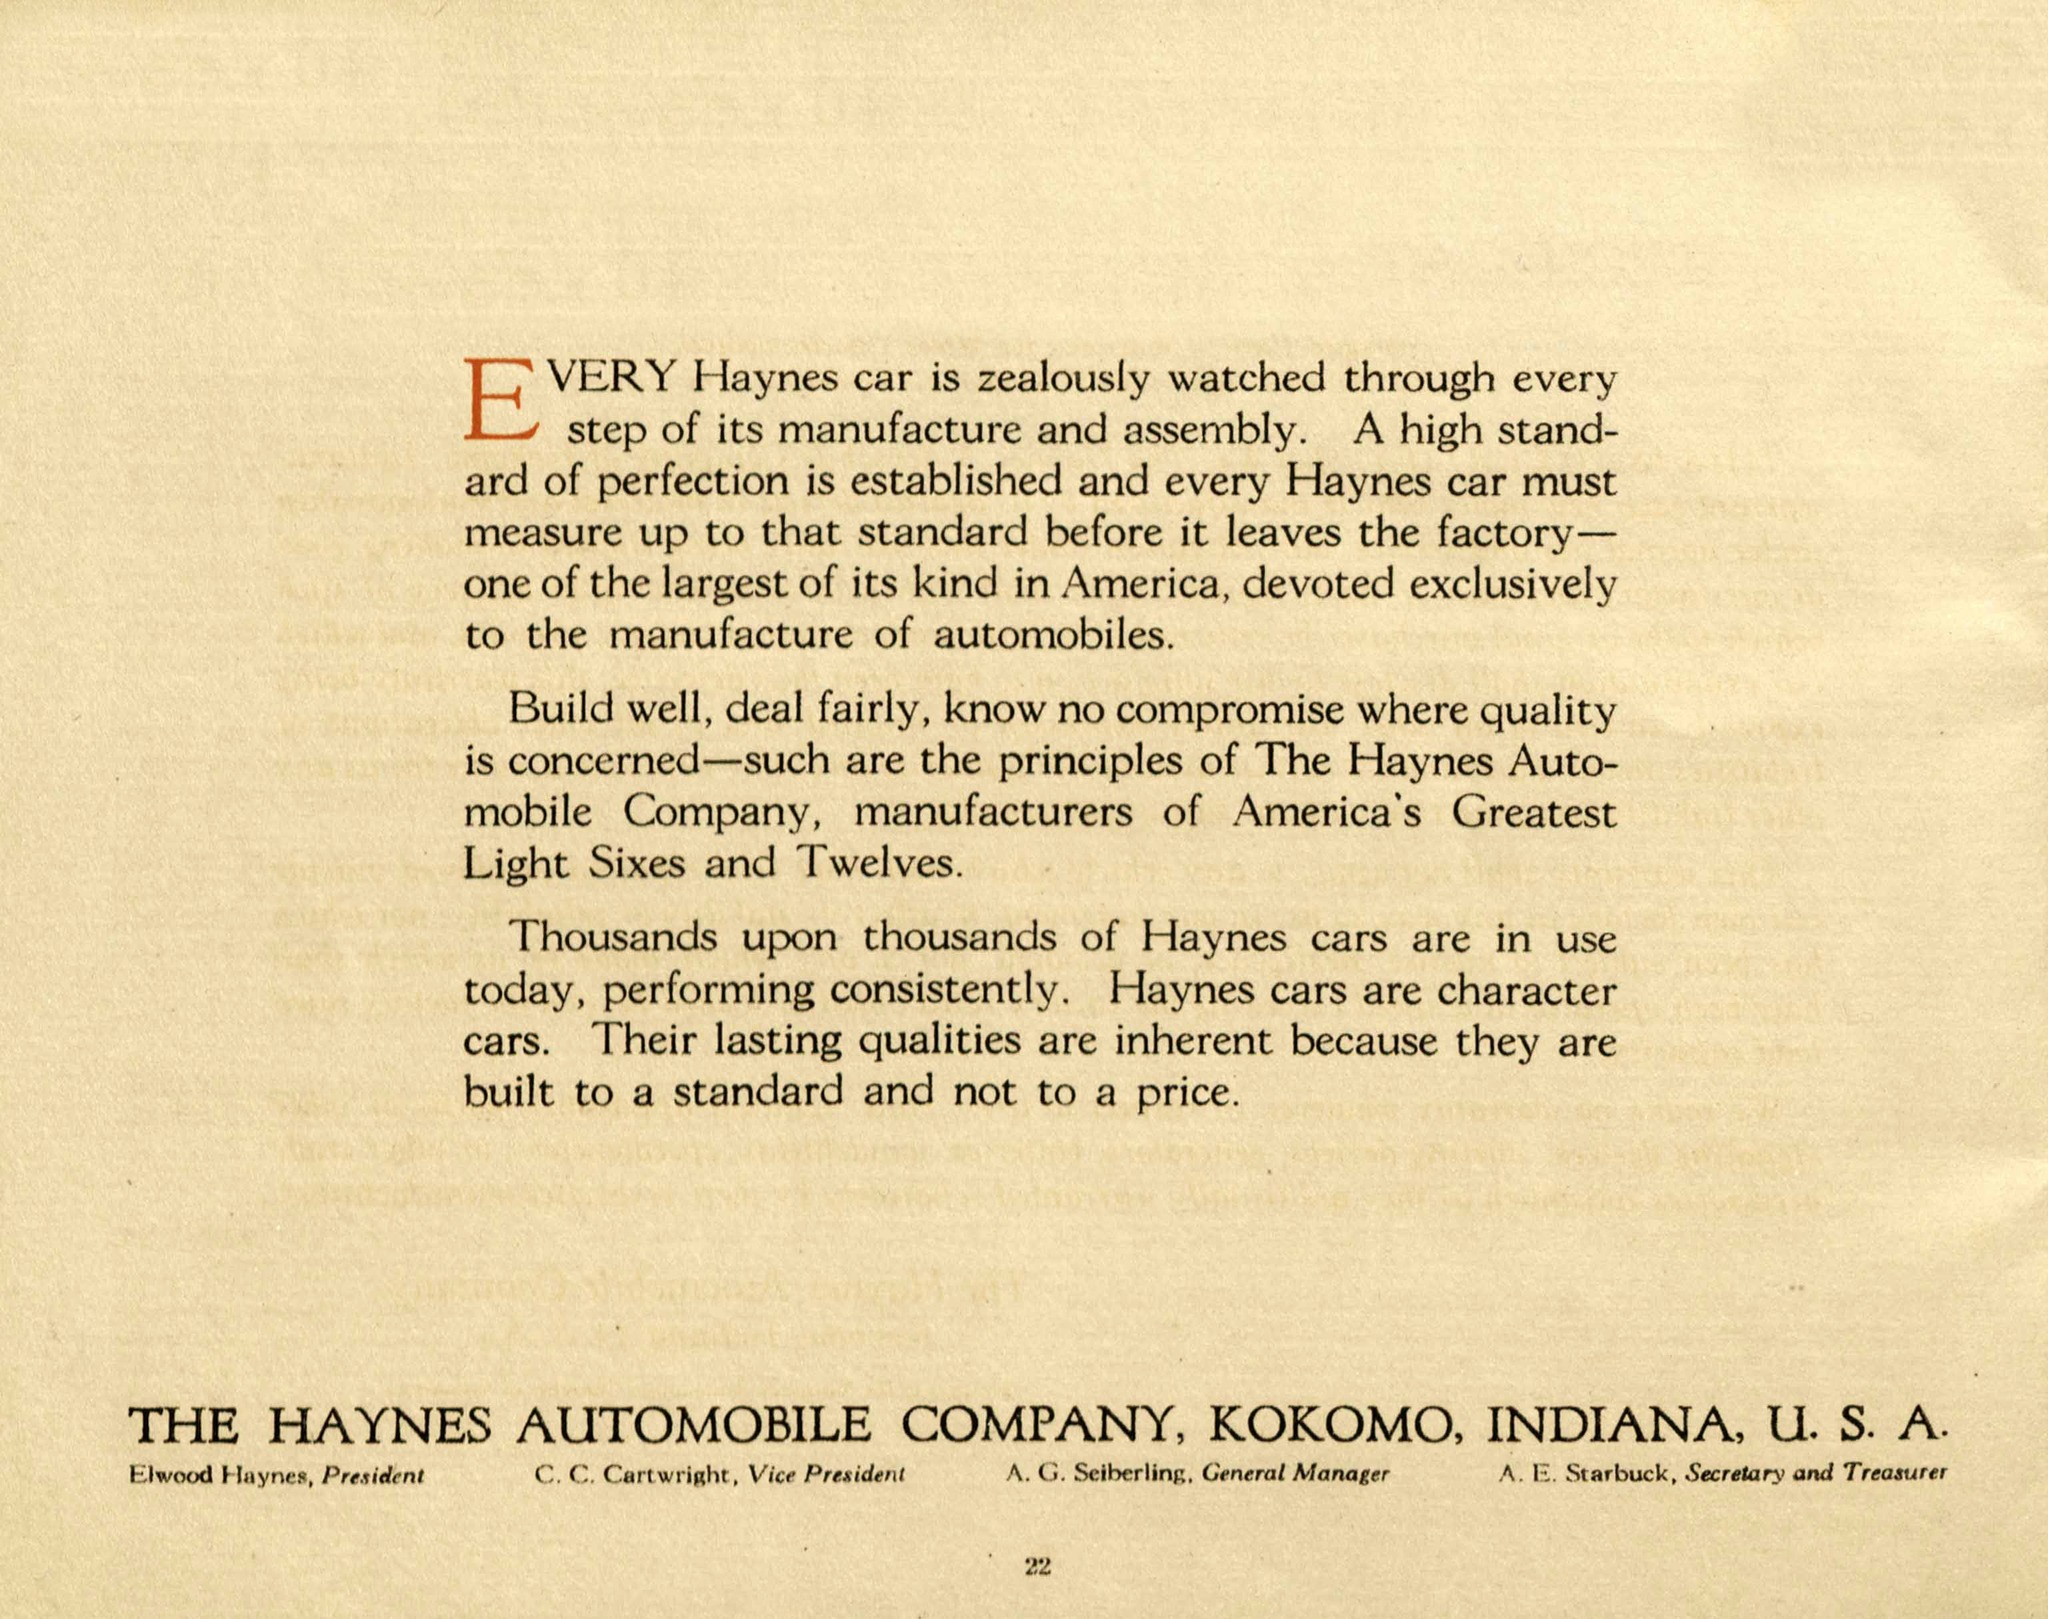 EVERY Haynes car is zealously watched through every
step of its manufacture and assembly. A high stand-
ard of perfection is established and every Haynes car must
measure up to that standard before it leaves the factory—
one of the largest of its kind in America, devoted exclusively
to the manufacture of automobiles.
Build well, deal fairly, know no compromise where quality
is concerned—such are the principles of The Haynes Auto-
mobile Company, manufacturers of America's Greatest
Light Sixes and Twelves.
Thousands upon thousands of Haynes cars are in use
today, performing consistently. Haynes cars are character
cars. Their lasting qualities are inherent because they are
built to a standard and not to a price.
THE HAYNES AUTOMOBILE COMPANY, KOKOMO, INDIANA, U. S. A.
Elwood Haynes, President C. C. Cartwright, Vice President A. G. Seiberling, General Manager A. E. Starbuck, Secretary and Treasurer
22